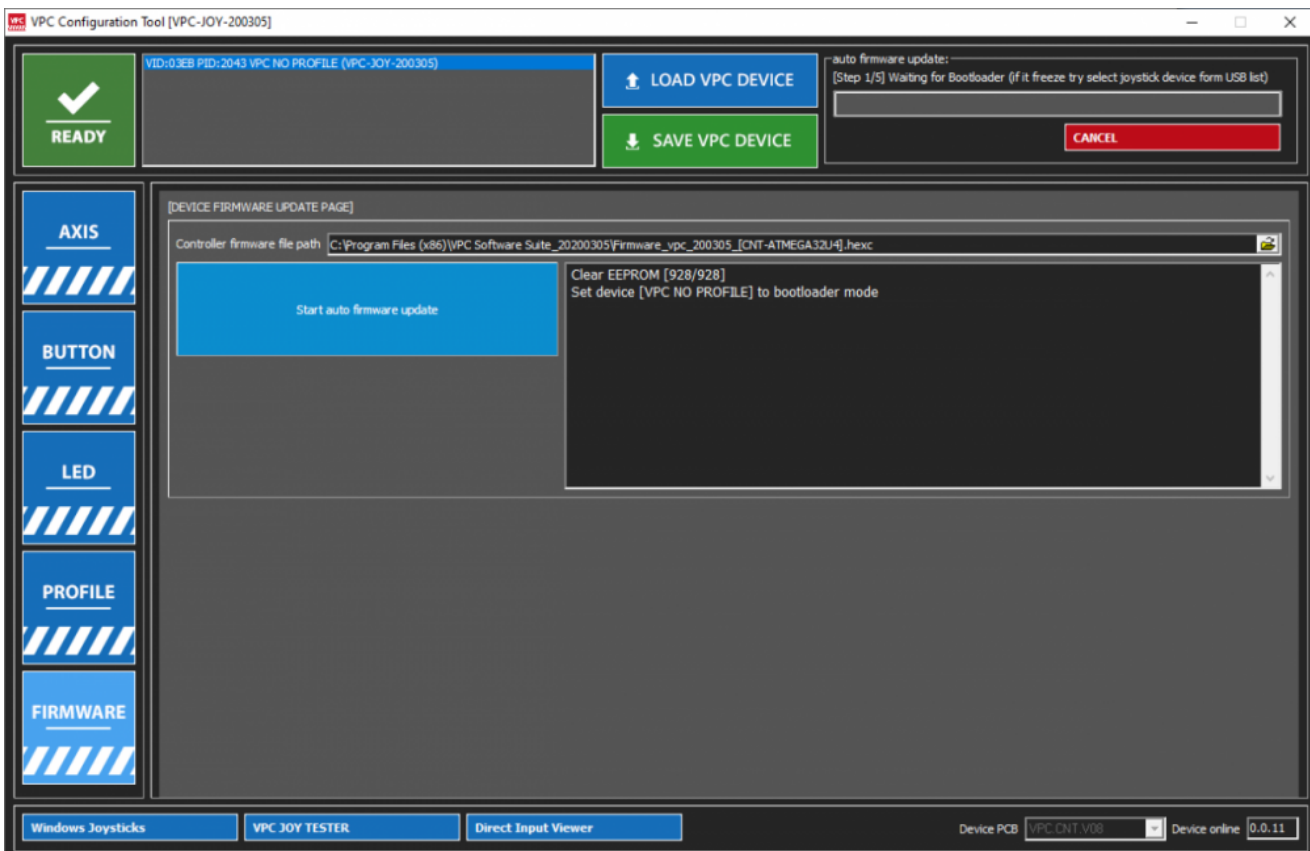 VPC Configuration Tool [VPC-JOY-200305]
READY
VID:03EB PID:2043 VPC NO PROFILE (VPC-JOY-200305)
LOAD VPC DEVICE
SAVE VPC DEVICE
auto firmware update:
[Step 1/5] Waiting for Bootloader (if it freeze try select joystick device form USB list)
CANCEL
AXIS
BUTTON
LED
PROFILE
FIRMWARE
[DEVICE FIRMWARE UPDATE PAGE]
Controller firmware file path C:\Program Files (x86)\VPC Software Suite_20200305\Firmware_vpc_200305_[CNT-ATMEGA32U4].hexc
Start auto firmware update
Clear EEPROM [928/928]
Set device [VPC NO PROFILE] to bootloader mode
Windows Joysticks
VPC JOY TESTER
Direct Input Viewer
Device PCB VPC.CNT.V08
Device online 0.0.11